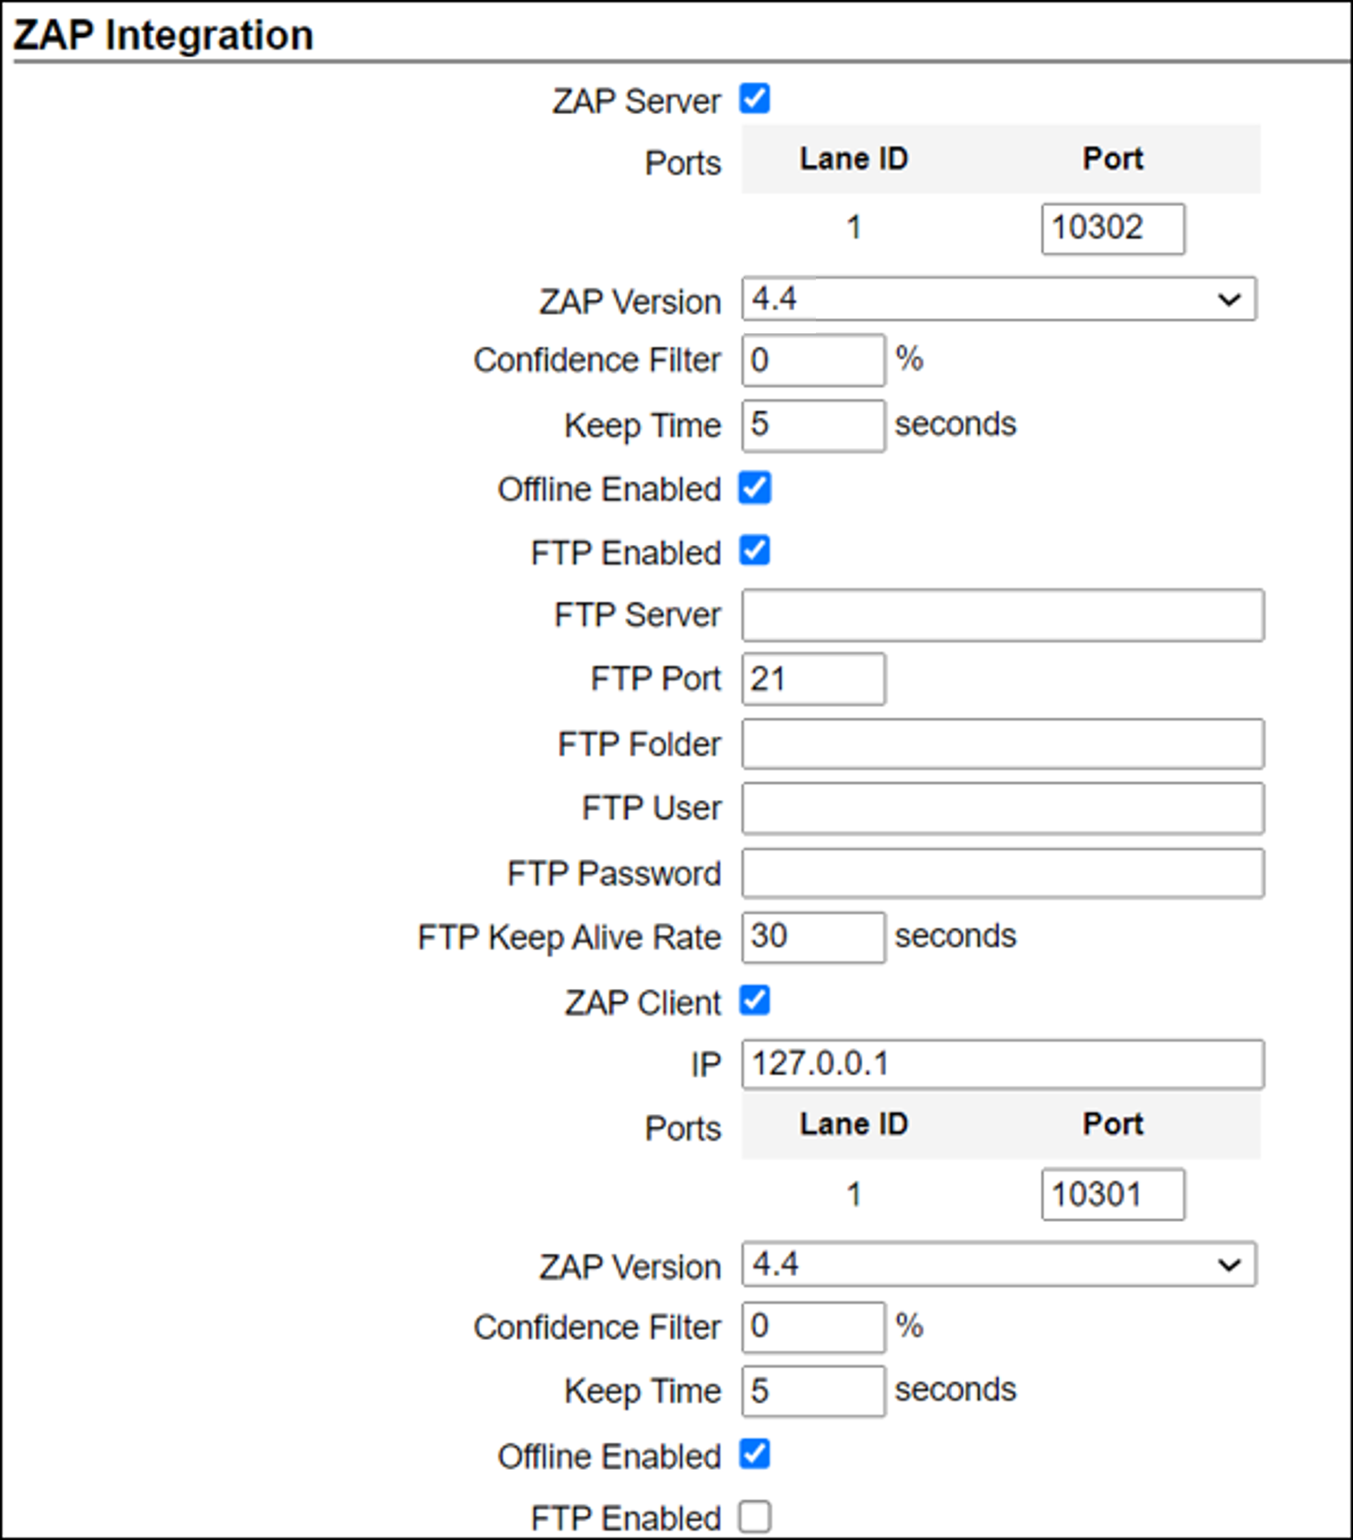 ZAP Integration
ZAP Server
Ports Lane ID Port
1 10302
ZAP Version 4.4
Confidence Filter 0 %
Keep Time 5 seconds
Offline Enabled
FTP Enabled
FTP Server
FTP Port 21
FTP Folder
FTP User
FTP Password
FTP Keep Alive Rate 30 seconds
ZAP Client
IP 127.0.0.1
Ports Lane ID Port
1 10301
ZAP Version 4.4
Confidence Filter 0 %
Keep Time 5 seconds
Offline Enabled
FTP Enabled